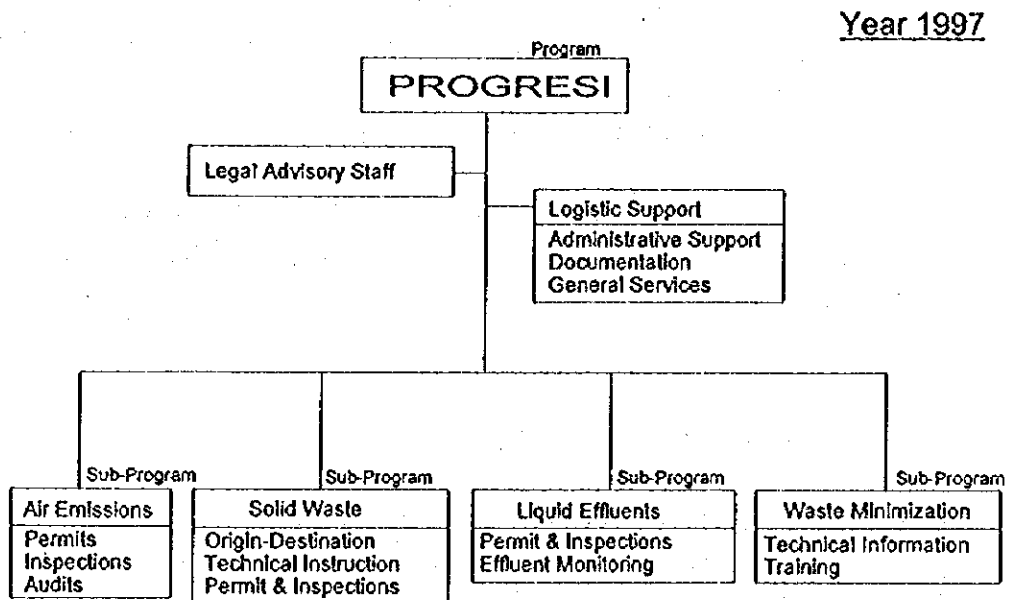 Year 1997
Program
PROGRESI
Legal Advisory Staff
Logistic Support
Administrative Support
Documentation
General Services
Sub-Program
Air Emissions
Permits
Inspections
Audits
Sub-Program
Solid Waste
Origin-Destination
Technical Instruction
Permit & Inspections
Sub-Program
Liquid Effluents
Permit & Inspections
Effluent Monitoring
Sub-Program
Waste Minimization
Technical Information
Training